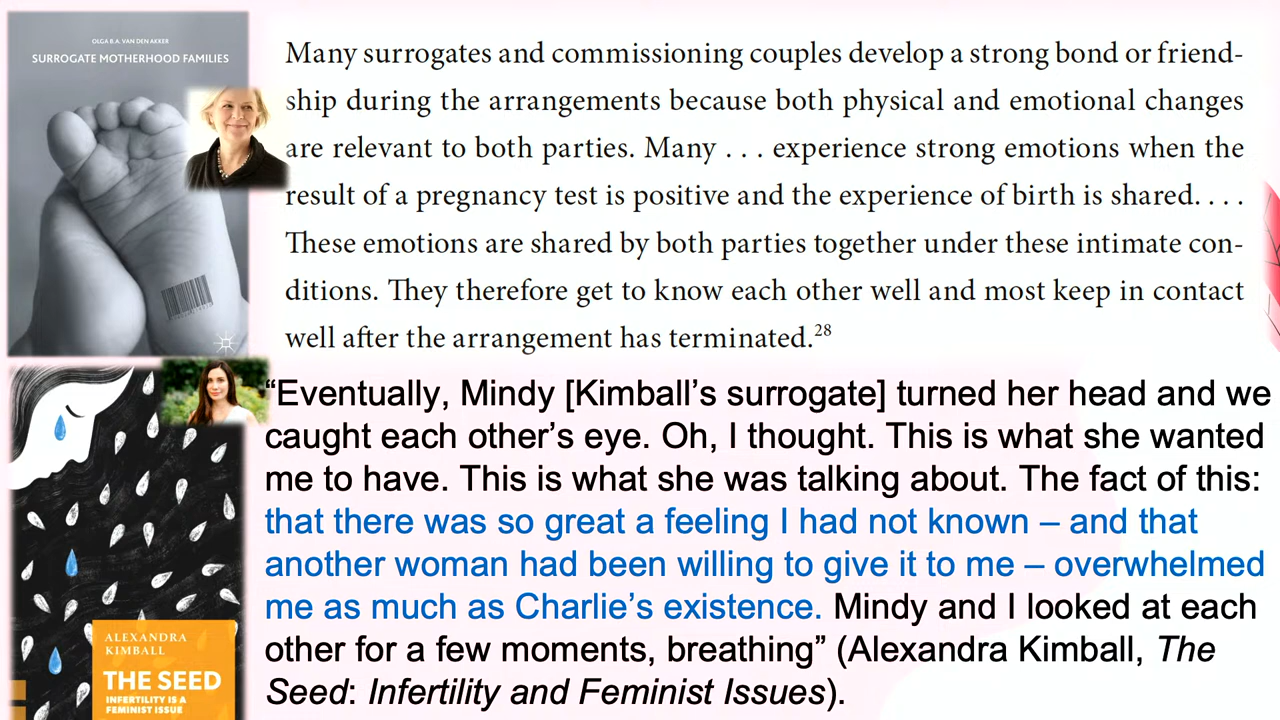 OLGA B.A. VAN DEN AKKER
SURROGATE MOTHERHOOD FAMILIES
Many surrogates and commissioning couples develop a strong bond or friend-
ship during the arrangements because both physical and emotional changes
are relevant to both parties. Many . . . experience strong emotions when the
result of a pregnancy test is positive and the experience of birth is shared. . . .
These emotions are shared by both parties together under these intimate con-
ditions. They therefore get to know each other well and most keep in contact
well after the arrangement has terminated.28
“Eventually, Mindy [Kimball’s surrogate] turned her head and we
caught each other’s eye. Oh, I thought. This is what she wanted
me to have. This is what she was talking about. The fact of this:
that there was so great a feeling I had not known – and that
another woman had been willing to give it to me – overwhelmed
me as much as Charlie’s existence. Mindy and I looked at each
other for a few moments, breathing” (Alexandra Kimball, The
Seed: Infertility and Feminist Issues).
ALEXANDRA
KIMBALL
THE SEED
INFERTILITY IS A
FEMINIST ISSUE